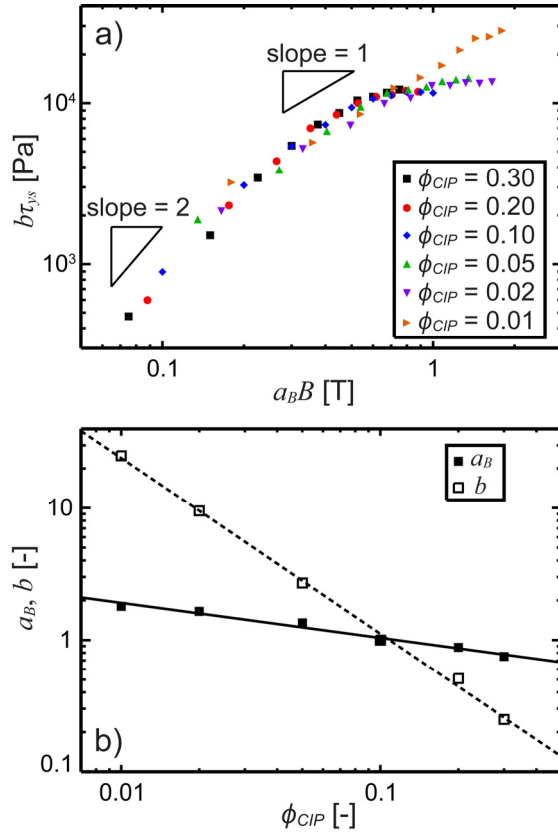 a)
slope = 1
slope = 2
10⁴
10³
bτys [Pa]
ϕCIP = 0.30
ϕCIP = 0.20
ϕCIP = 0.10
ϕCIP = 0.05
ϕCIP = 0.02
ϕCIP = 0.01
0.1 1
aBB [T]
aB
b
10
1
0.1
aB, b [-]
b)
0.01 0.1
ϕCIP [-]